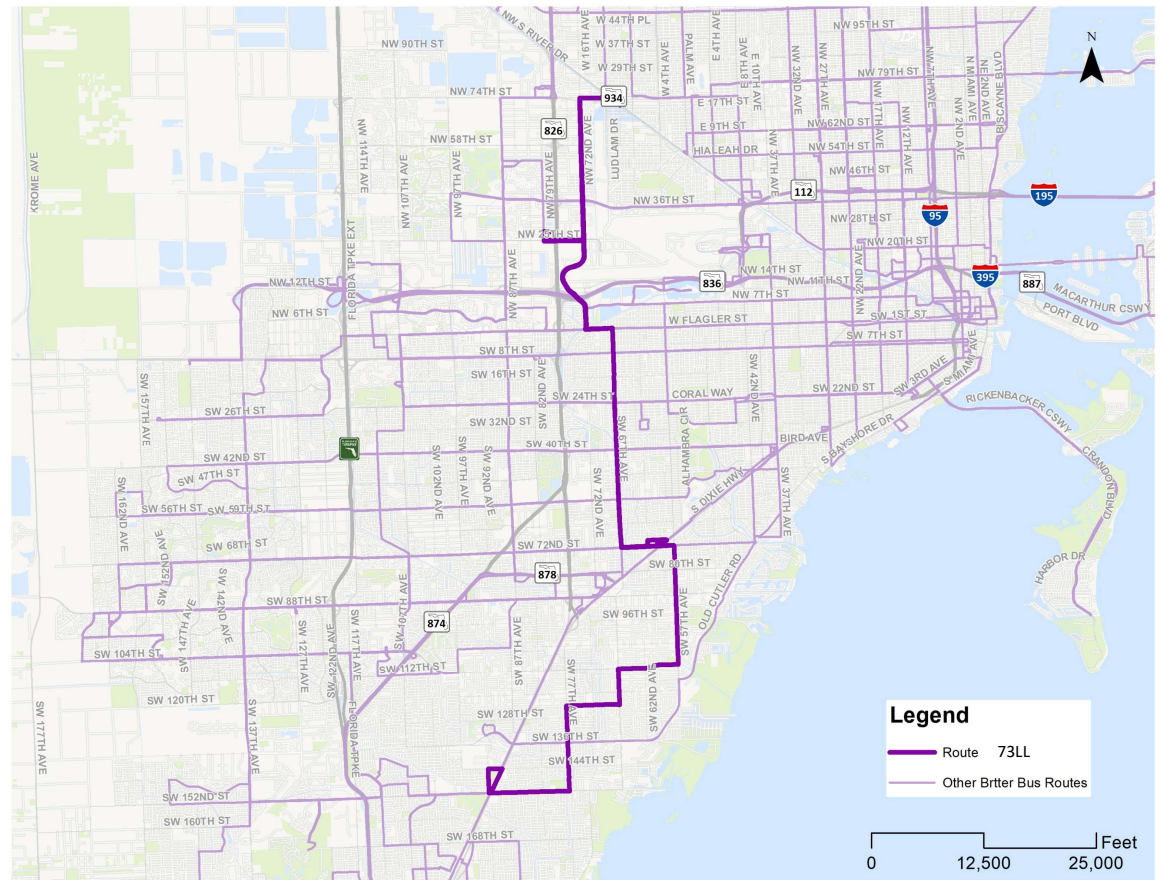 W 44TH PL
NW 95TH ST
NW S RIVER DR
W 16TH AVE
W 37TH ST
PALM AVE
E 4TH AVE
E 8TH AVE
NW 90TH ST
W 29TH ST
W 4TH AVE
E 10TH AVE
NW 32ND AVE
NW 27TH AVE
NW 79TH ST
NW 7TH AVE
N MIAMI AVE
NE 2ND AVE
BISCAYNE BLVD
N
NW 74TH ST
934
E 17TH ST
NW 17TH AVE
NW 12TH AVE
NW 2ND AVE
826
NW 114TH AVE
NW 58TH ST
NW 72ND AVE
LUDLAM DR
E 9TH ST
NW 62ND ST
HIALEAH DR
NW 54TH ST
NW 37TH AVE
NW 46TH ST
KROME AVE
NW 107TH AVE
NW 97TH AVE
NW 79TH AVE
NW 36TH ST
112
195
95
NW 28TH ST
NW 25TH ST
NW 20TH ST
FLORIDA TPKE EXT
NW 12TH ST
NW 87TH AVE
836
NW 14TH ST
NW 11TH ST
NW 22ND AVE
395
887
NW 7TH ST
MACARTHUR CSWY
PORT BLVD
NW 6TH ST
W FLAGLER ST
SW 1ST ST
SW 7TH ST
SW 8TH ST
SW 16TH ST
SW 82ND AVE
SW 24TH ST
CORAL WAY
SW 42ND AVE
SW 22ND ST
SW 3RD AVE
S MIAMI AVE
RICKENBACKER CSWY
SW 157TH AVE
SW 26TH ST
SW 32ND ST
SW 67TH AVE
ALHAMBRA CIR
BIRD AVE
S BAYSHORE DR
SW 42ND ST
SW 40TH ST
SW 47TH ST
SW 102ND AVE
SW 97TH AVE
SW 92ND AVE
SW 72ND AVE
S DIXIE HWY
SW 37TH AVE
CRANDON BLVD
SW 162ND AVE
SW 56TH ST
SW 59TH ST
SW 68TH ST
SW 72ND ST
SW 80TH ST
HARBOR DR
SW 152ND AVE
878
OLD CUTLER RD
SW 147TH AVE
SW 142ND AVE
SW 88TH ST
SW 107TH AVE
874
SW 96TH ST
SW 57TH AVE
SW 127TH AVE
SW 122ND AVE
SW 117TH AVE
SW 87TH AVE
SW 104TH ST
SW 112TH ST
SW 77TH AVE
SW 62ND AVE
SW 177TH AVE
SW 120TH ST
SW 137TH AVE
FLORIDA TPKE
SW 128TH ST
SW 136TH ST
SW 144TH ST
SW 152ND ST
SW 160TH ST
SW 168TH ST
Legend
Route 73LL
Other Brtter Bus Routes
Feet
0 12,500 25,000